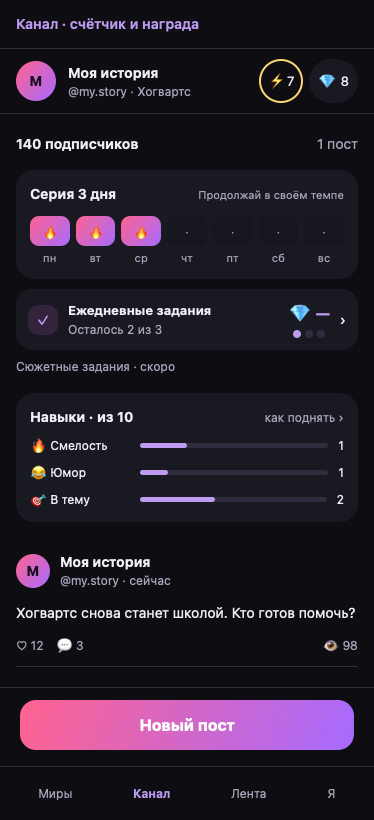 Канал · счётчик и награда
М
Моя история
@my.story · Хогвартс
⚡ 7
💎 8
140 подписчиков
1 пост
Серия 3 дня
Продолжай в своём темпе
🔥 🔥 🔥 · · · ·
пн вт ср чт пт сб вс
Ежедневные задания
Осталось 2 из 3
💎 —
›
Сюжетные задания · скоро
Навыки · из 10
как поднять ›
🔥 Смелость 1
😂 Юмор 1
🎯 В тему 2
М
Моя история
@my.story · сейчас
Хогвартс снова станет школой. Кто готов помочь?
♡ 12 💬 3 👁 98
Новый пост
Миры Канал Лента Я